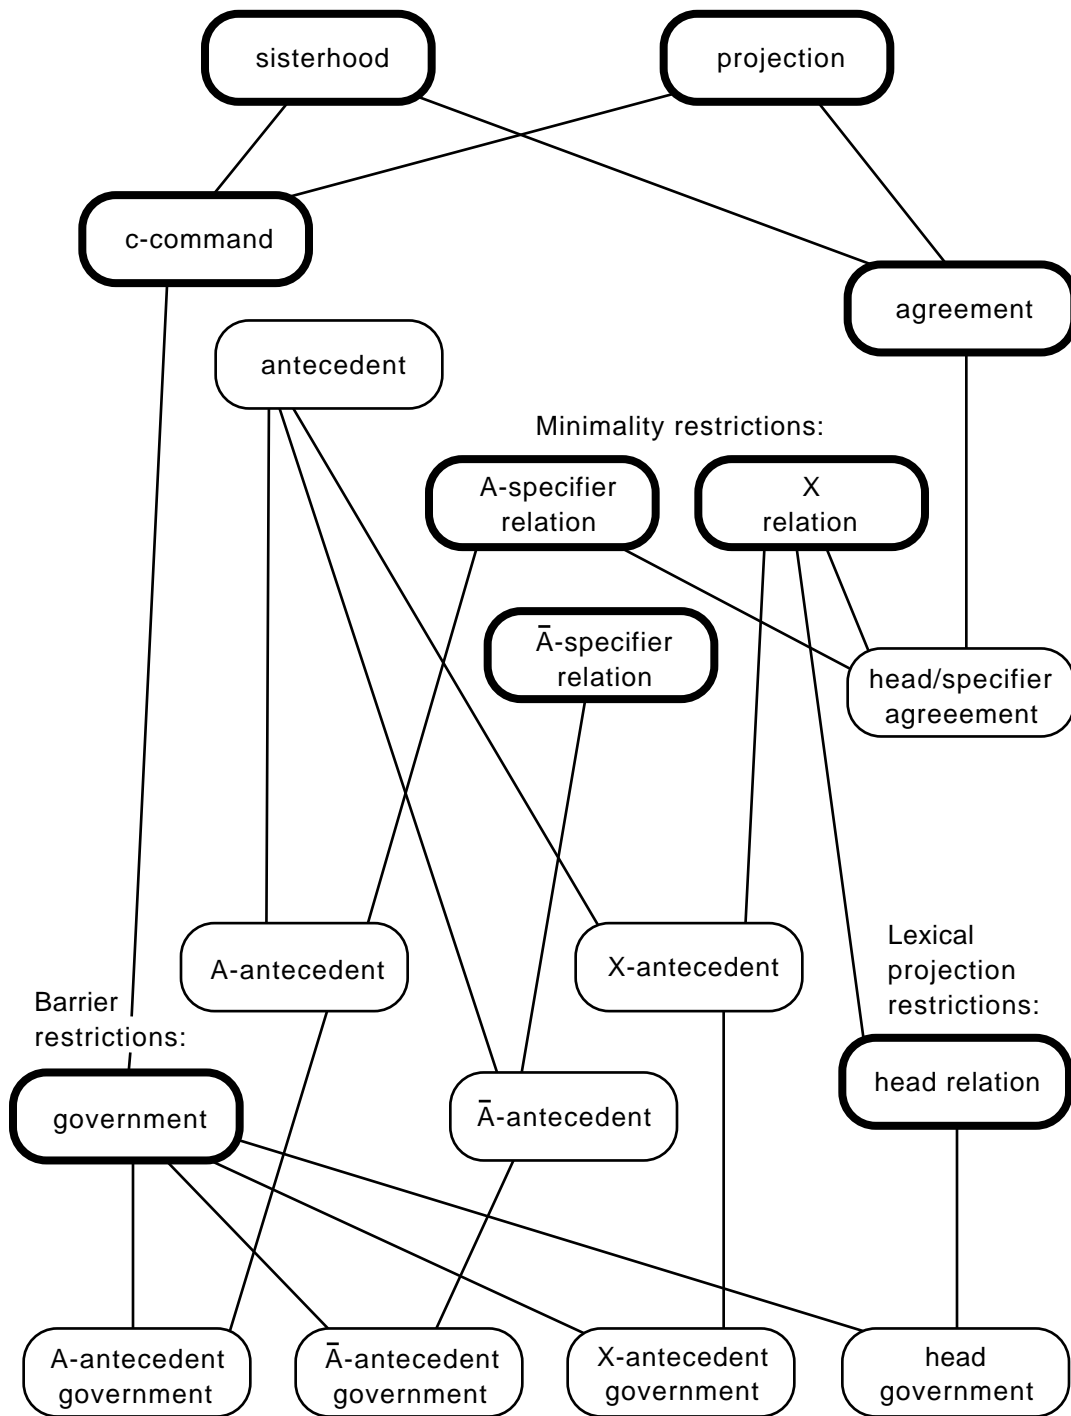 sisterhood
projection
c-command
agreement
antecedent
Minimality restrictions:
A-specifier
relation
X
relation
Ā-specifier
relation
head/specifier
agreeement
A-antecedent
X-antecedent
Lexical
projection
restrictions:
Barrier
restrictions:
government
Ā-antecedent
head relation
A-antecedent
government
Ā-antecedent
government
X-antecedent
government
head
government